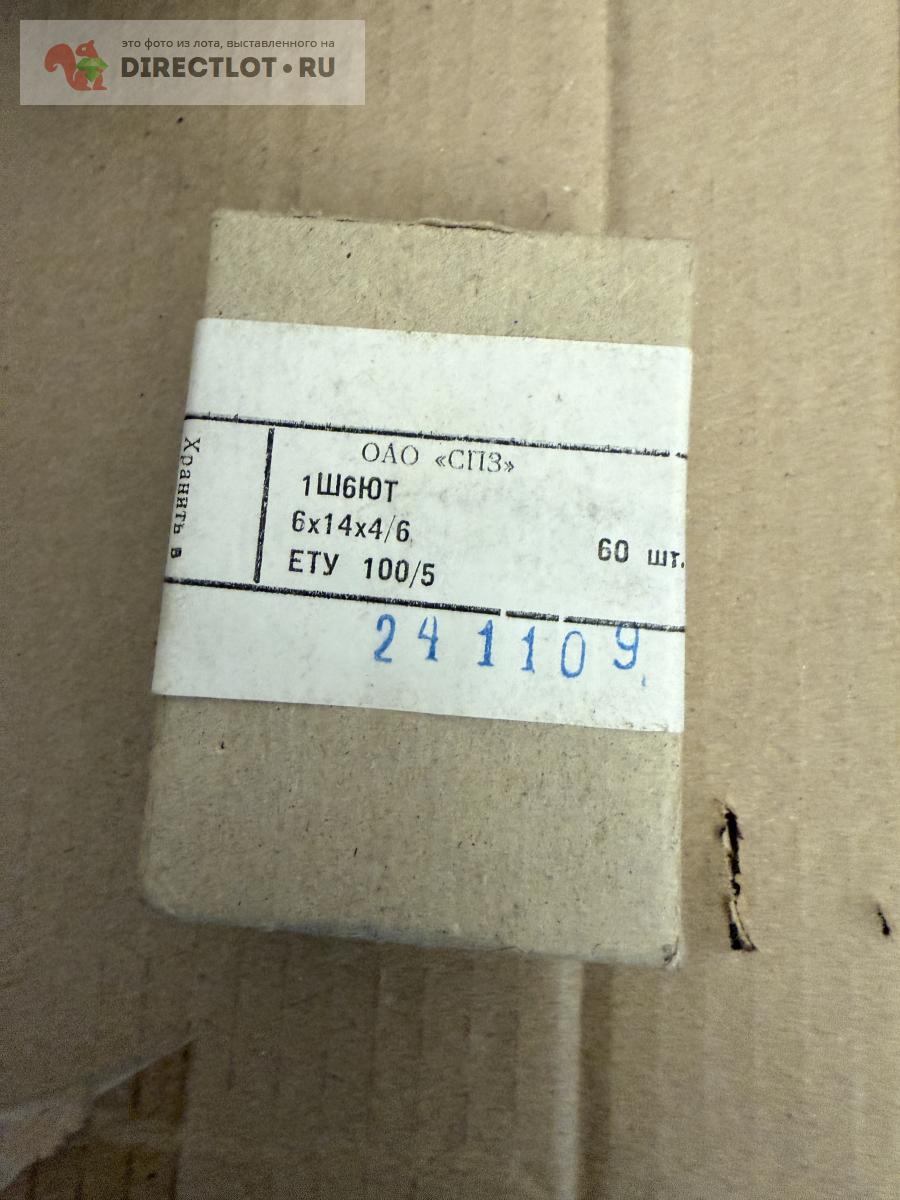 это фото из лота, выставленного на
DIRECTLOT.RU
ОАО «СПЗ»
1Ш6ЮТ
6х14х4/6
60 шт.
ЕТУ 100/5
Хранить в
24 11 09